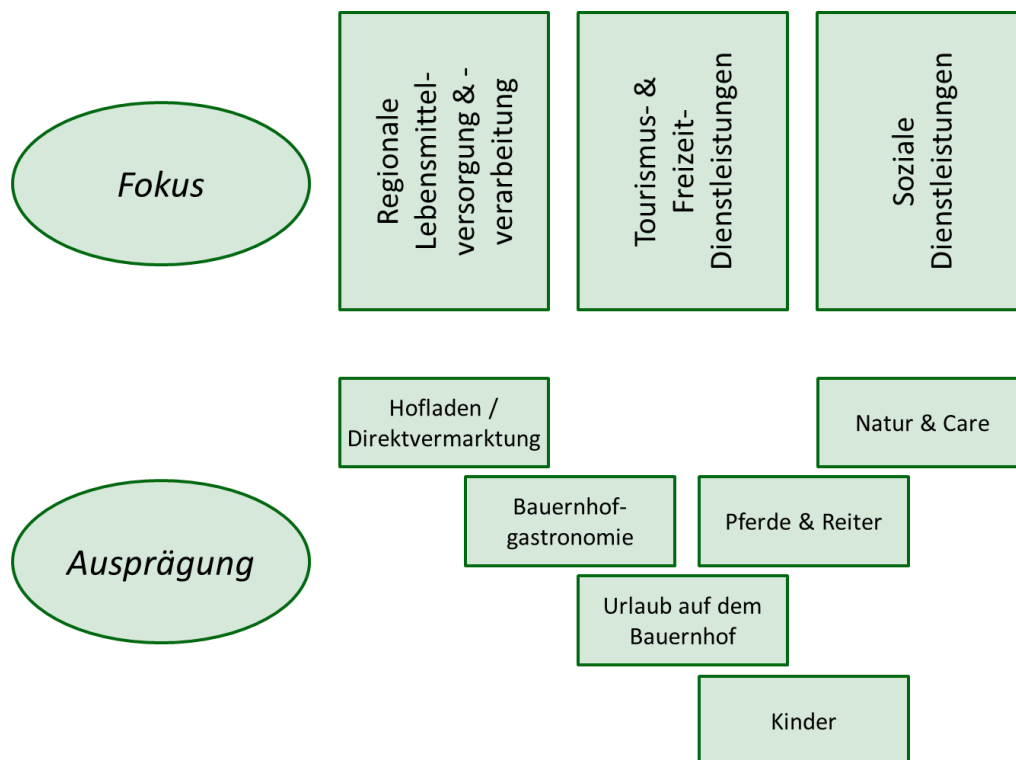 Fokus
Regionale
Lebensmittel-
versorgung & -
verarbeitung
Tourismus- &
Freizeit-
Dienstleistungen
Soziale
Dienstleistungen
Ausprägung
Hofladen /
Direktvermarktung
Natur & Care
Bauernhof-
gastronomie
Pferde & Reiter
Urlaub auf dem
Bauernhof
Kinder